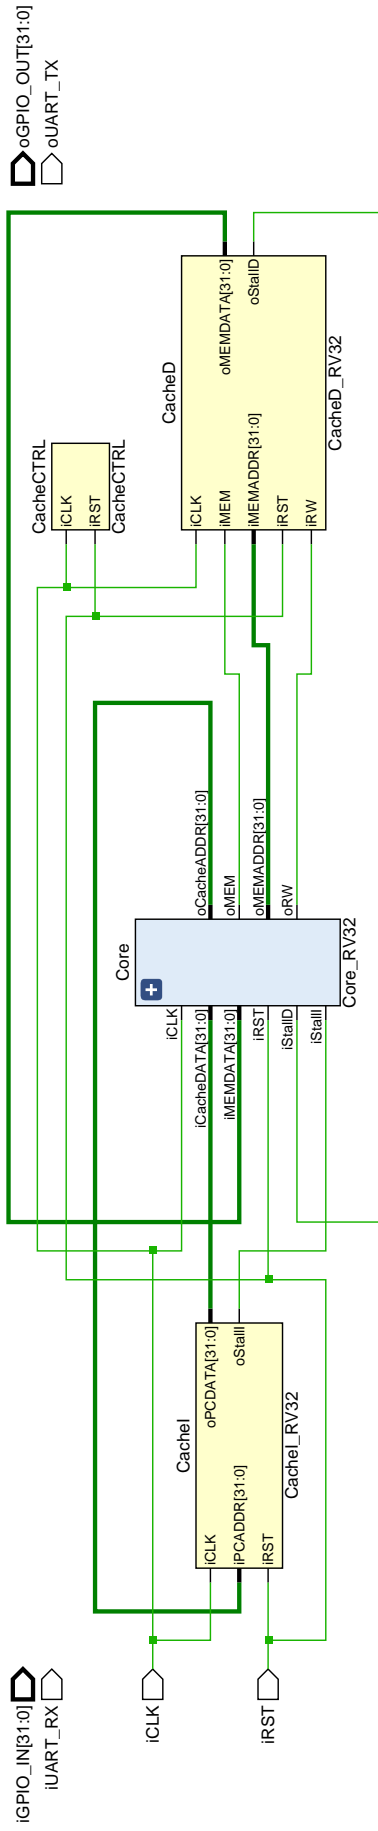 iGPIO_IN[31:0]
iUART_RX
iCLK
iRST
CacheI
iCLK
iPCADDR[31:0]
iRST
oPCDATA[31:0]
oStallI
CacheI_RV32
Core
iCLK
iCacheDATA[31:0]
iMEMDATA[31:0]
iRST
iStallD
iStallI
oCacheADDR[31:0]
oMEM
oMEMADDR[31:0]
oRW
Core_RV32
CacheCTRL
iCLK
iRST
CacheCTRL
CacheD
iCLK
iMEM
iMEMADDR[31:0]
iRST
iRW
oMEMDATA[31:0]
oStallD
CacheD_RV32
oGPIO_OUT[31:0]
oUART_TX